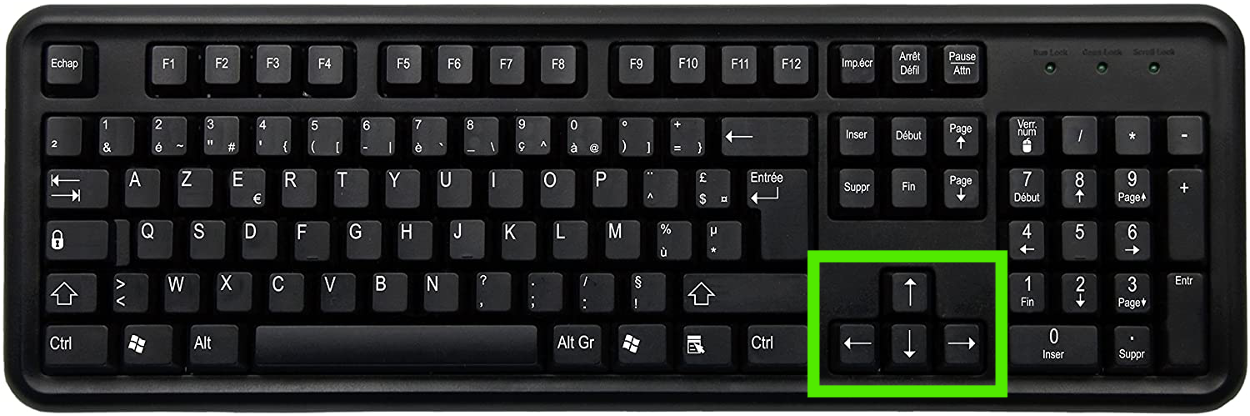 Echap F1 F2 F3 F4 F5 F6 F7 F8 F9 F10 F11 F12 Imp.écr Arrêt Défil Pause Attn
Num Lock Caps Lock Scroll Lock
² 1 & 2 é ~ 3 " # 4 ' { 5 ( [ 6 - | 7 è ` 8 _ \ 9 ç ^ 0 à @ ° ) ] + = } ← Inser Début Page ↑ Verr. num / * -
A Z E € R T Y U I O P ¨ ^ £ $ ¤ Entrée Suppr Fin Page ↓ 7 Début 8 ↑ 9 Page +
Q S D F G H J K L M % ù µ * 4 ← 5 6 →
> < W X C V B N ? , . ; / : § ! ↑ 1 Fin 2 ↓ 3 Page Entr
Ctrl Alt Alt Gr Ctrl ← ↓ → 0 Inser . Suppr